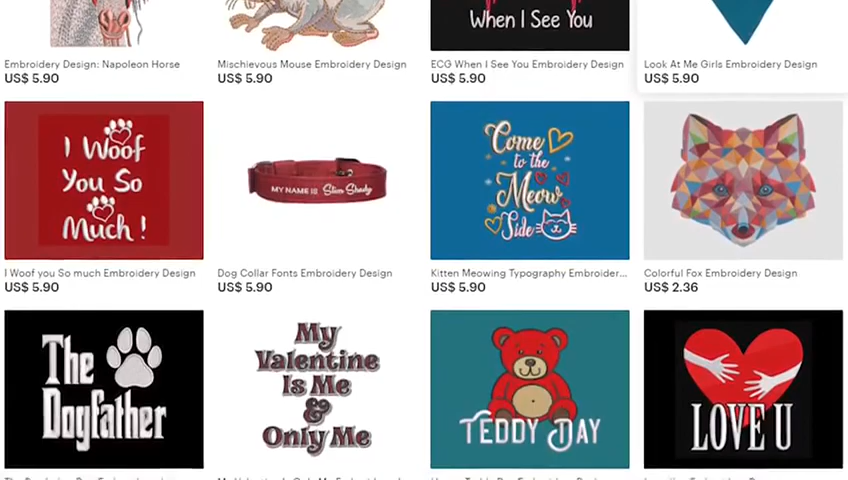 When I See You
Embroidery Design: Napoleon Horse
Mischievous Mouse Embroidery Design
ECG When I See You Embroidery Design
Look At Me Girls Embroidery Design
US$ 5.90
US$ 5.90
US$ 5.90
US$ 5.90
I Woof
You So
Much !
MY NAME IS Slim Shady
Come
to the
Meow
Side
I Woof you So much Embroidery Design
Dog Collar Fonts Embroidery Design
Kitten Meowing Typography Embroider...
Colorful Fox Embroidery Design
US$ 5.90
US$ 5.90
US$ 5.90
US$ 2.36
The
Dogfather
My
Valentine
Is Me
&
Only Me
TEDDY DAY
LOVE U